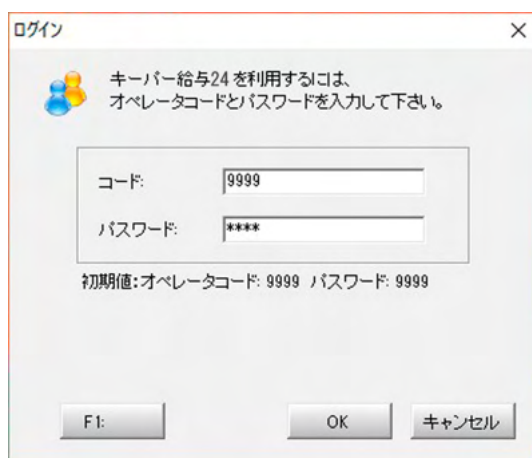 ログイン
キーパー給与24を利用するには、
オペレータコードとパスワードを入力して下さい。
コード: 9999
パスワード: ****
初期値:オペレータコード: 9999 パスワード: 9999
F1: OK キャンセル